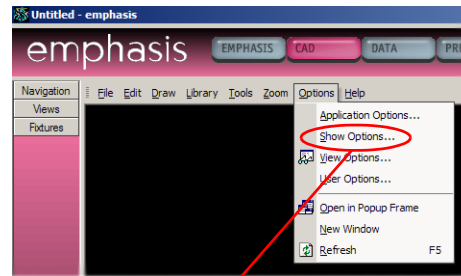 Untitled - emphasis
emphasis EMPHASIS CAD DATA
Navigation File Edit Draw Library Tools Zoom Options Help
Views
Fixtures
Application Options...
Show Options...
View Options...
User Options...
Open in Popup Frame
New Window
Refresh F5